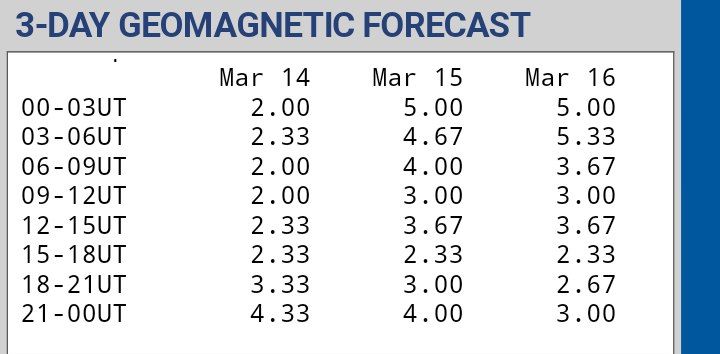 3-DAY GEOMAGNETIC FORECAST
Mar 14 Mar 15 Mar 16
00-03UT 2.00 5.00 5.00
03-06UT 2.33 4.67 5.33
06-09UT 2.00 4.00 3.67
09-12UT 2.00 3.00 3.00
12-15UT 2.33 3.67 3.67
15-18UT 2.33 2.33 2.33
18-21UT 3.33 3.00 2.67
21-00UT 4.33 4.00 3.00